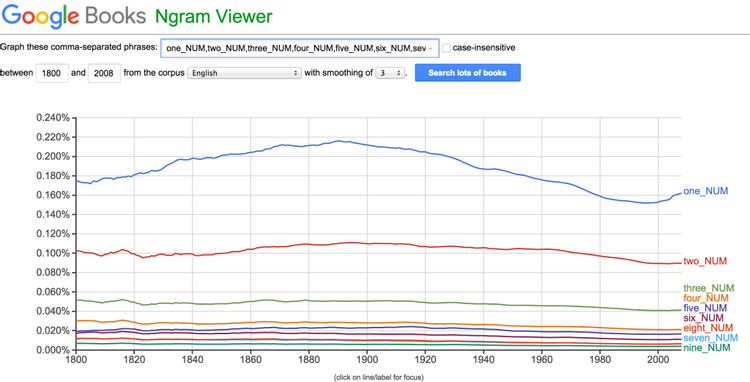 Google Books Ngram Viewer
Graph these comma-separated phrases: one_NUM,two_NUM,three_NUM,four_NUM,five_NUM,six_NUM,sev case-insensitive
between 1800 and 2008 from the corpus English with smoothing of 3 . Search lots of books
0.240%
0.220%
0.200%
0.180%
0.160%
0.140%
0.120%
0.100%
0.080%
0.060%
0.040%
0.020%
0.000%
one_NUM
two_NUM
three_NUM
four_NUM
five_NUM
six_NUM
eight_NUM
seven_NUM
nine_NUM
1800 1820 1840 1860 1880 1900 1920 1940 1960 1980 2000
(click on line/label for focus)